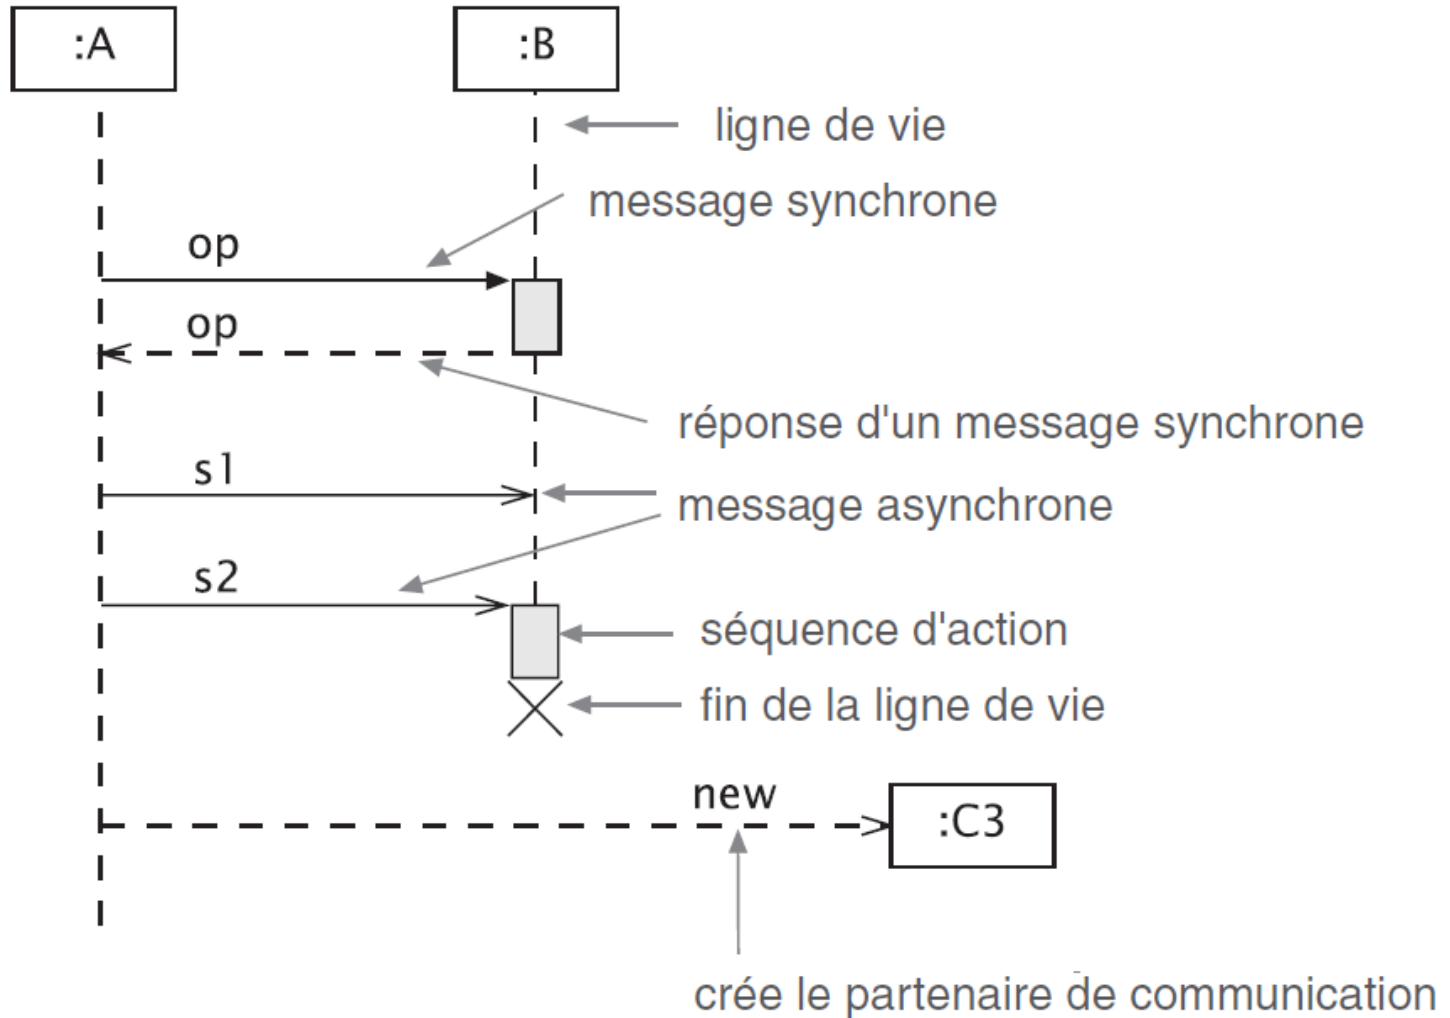 :A
:B
ligne de vie
message synchrone
op
op
réponse d'un message synchrone
s1
message asynchrone
s2
séquence d'action
fin de la ligne de vie
new
:C3
crée le partenaire de communication